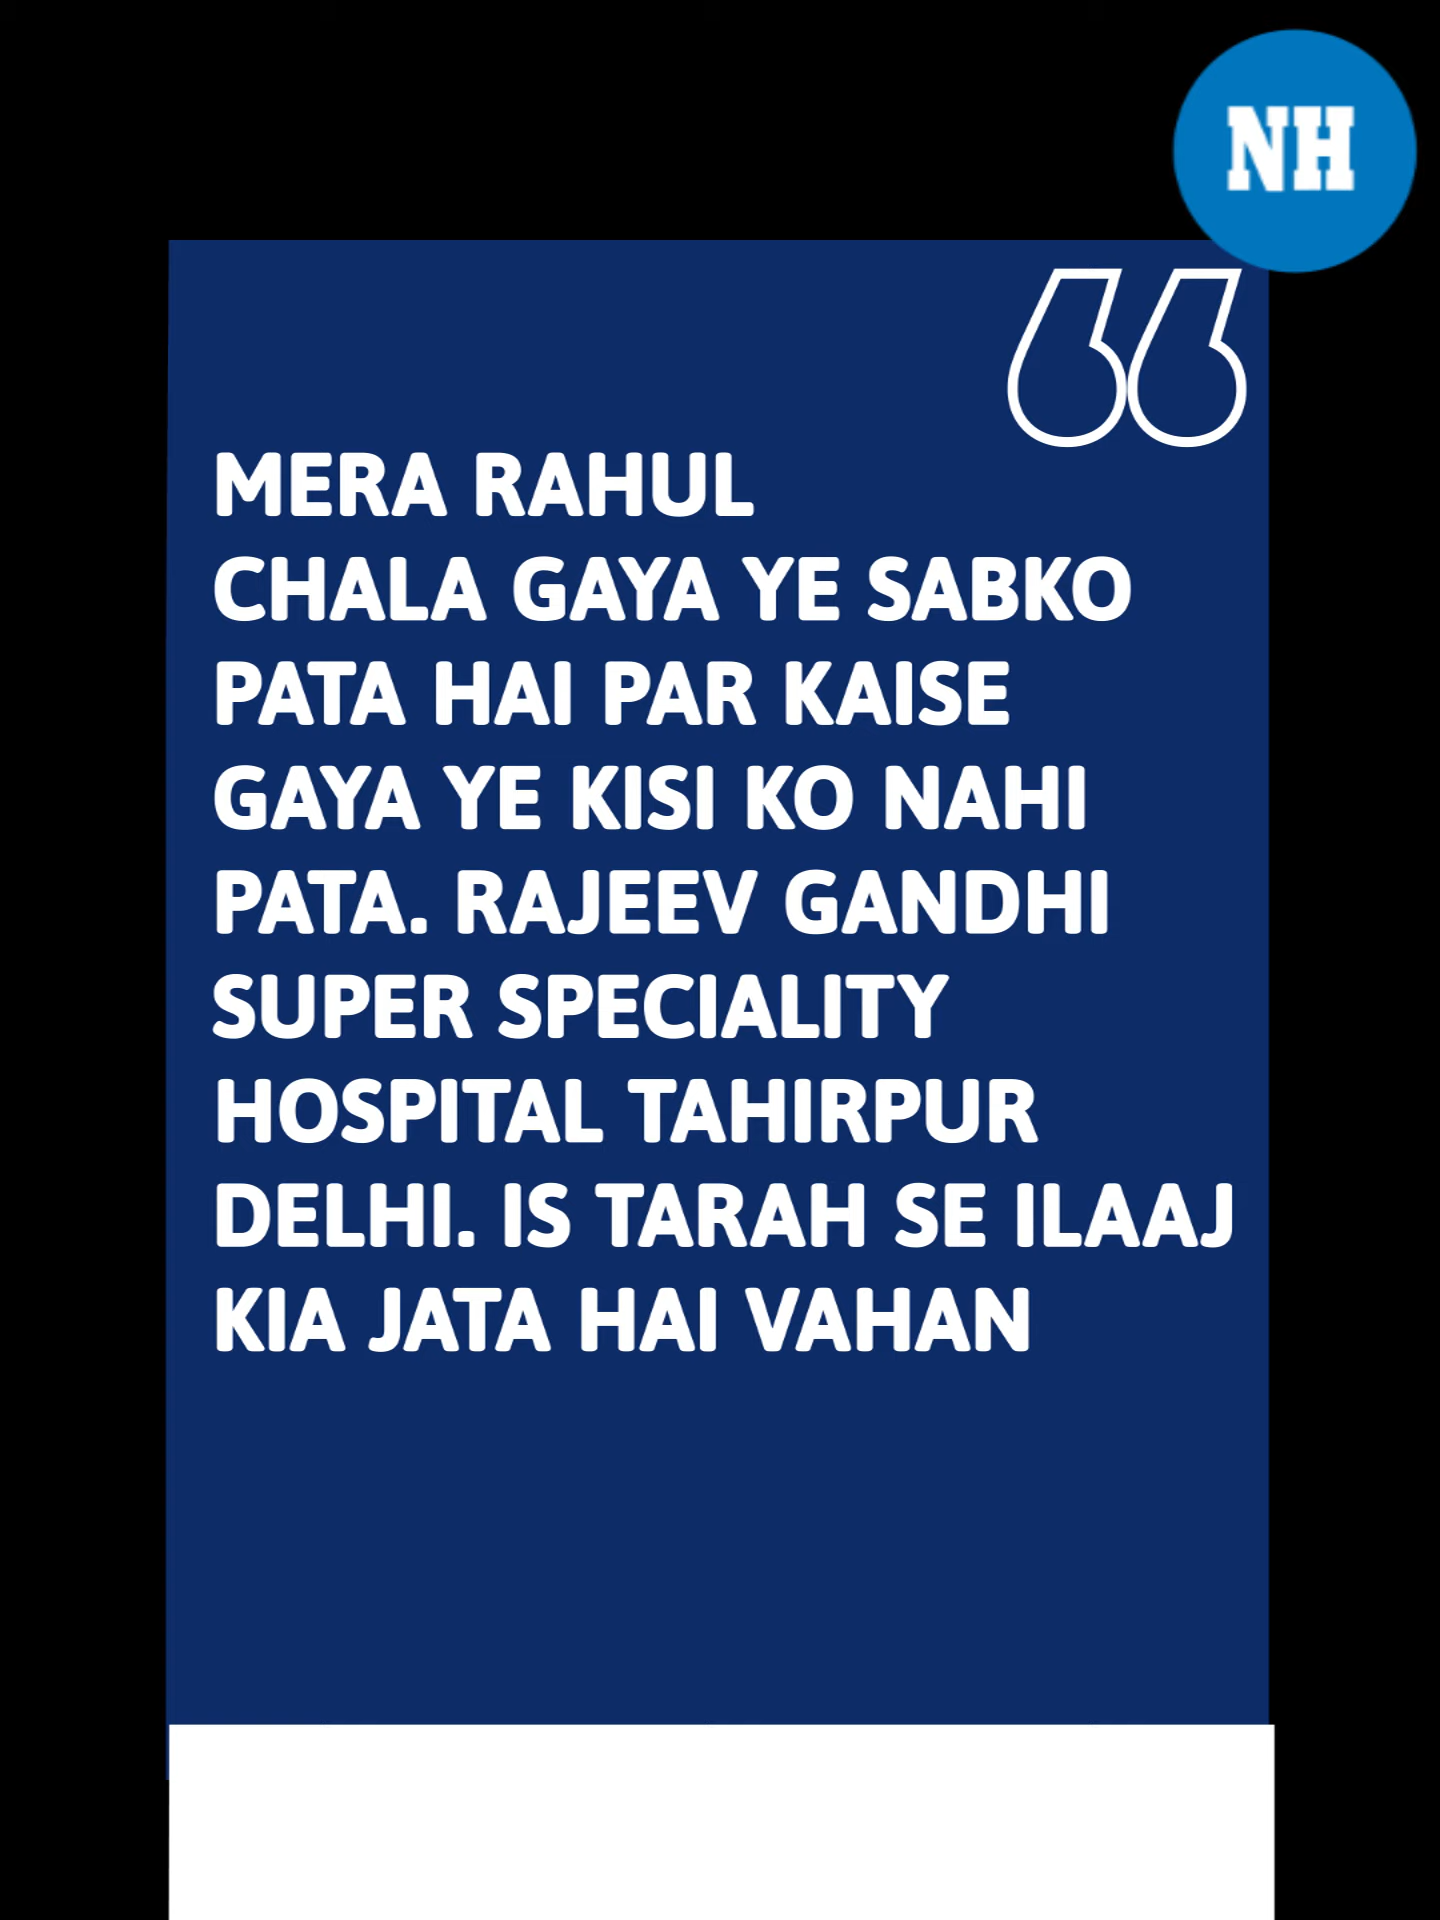 NH
MERA RAHUL
CHALA GAYA YE SABKO
PATA HAI PAR KAISE
GAYA YE KISI KO NAHI
PATA. RAJEEV GANDHI
SUPER SPECIALITY
HOSPITAL TAHIRPUR
DELHI. IS TARAH SE ILAAJ
KIA JATA HAI VAHAN